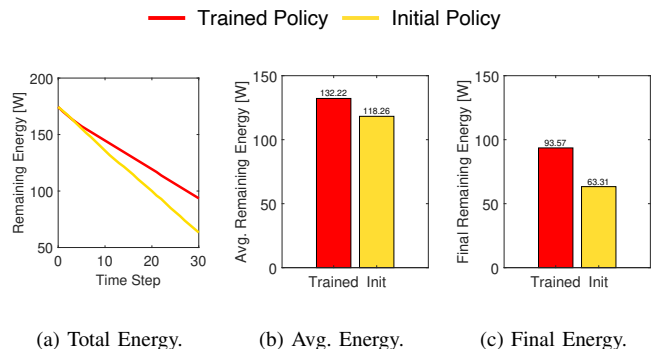 Trained Policy Initial Policy
200
150
100
50
0 10 20 30
Time Step
Remaining Energy [W]
150
100
50
0
132.22
118.26
Trained Init
Avg. Remaining Energy [W]
150
100
50
0
93.57
63.31
Trained Init
Final Remaining Energy [W]
(a) Total Energy. (b) Avg. Energy. (c) Final Energy.